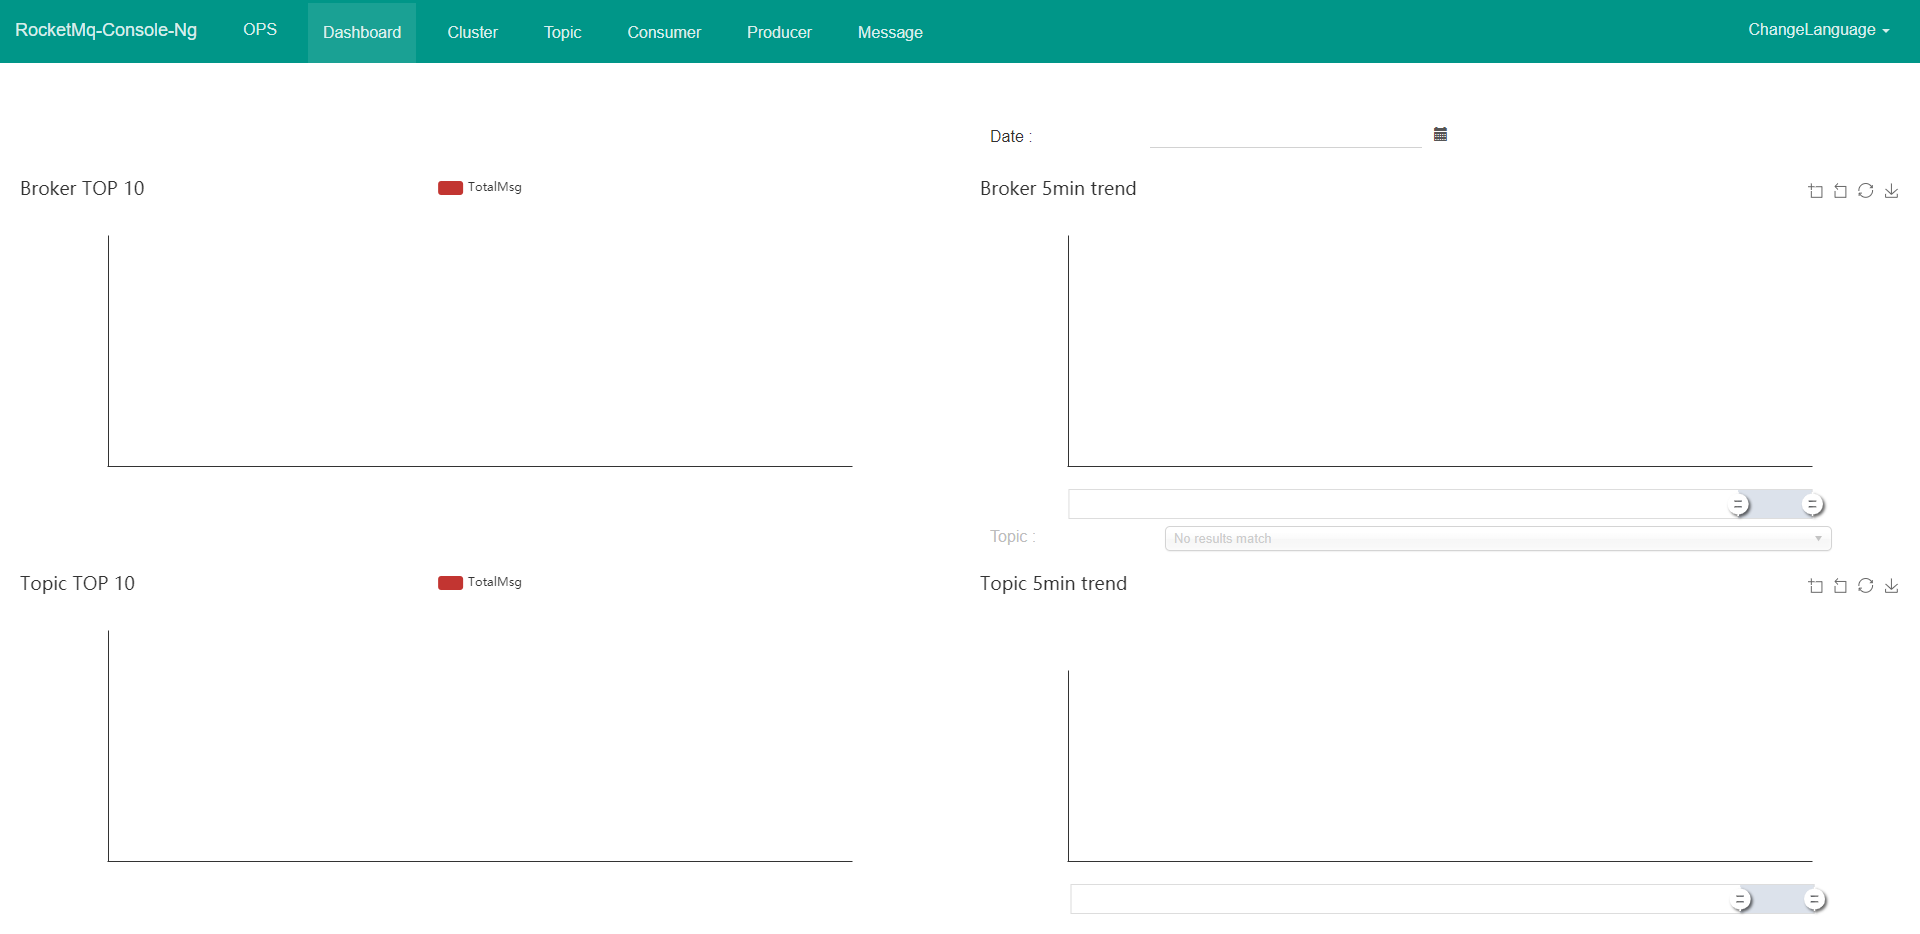 RocketMq-Console-Ng OPS Dashboard Cluster Topic Consumer Producer Message ChangeLanguage
Date :
Broker TOP 10 TotalMsg Broker 5min trend
Topic : No results match
Topic TOP 10 TotalMsg Topic 5min trend